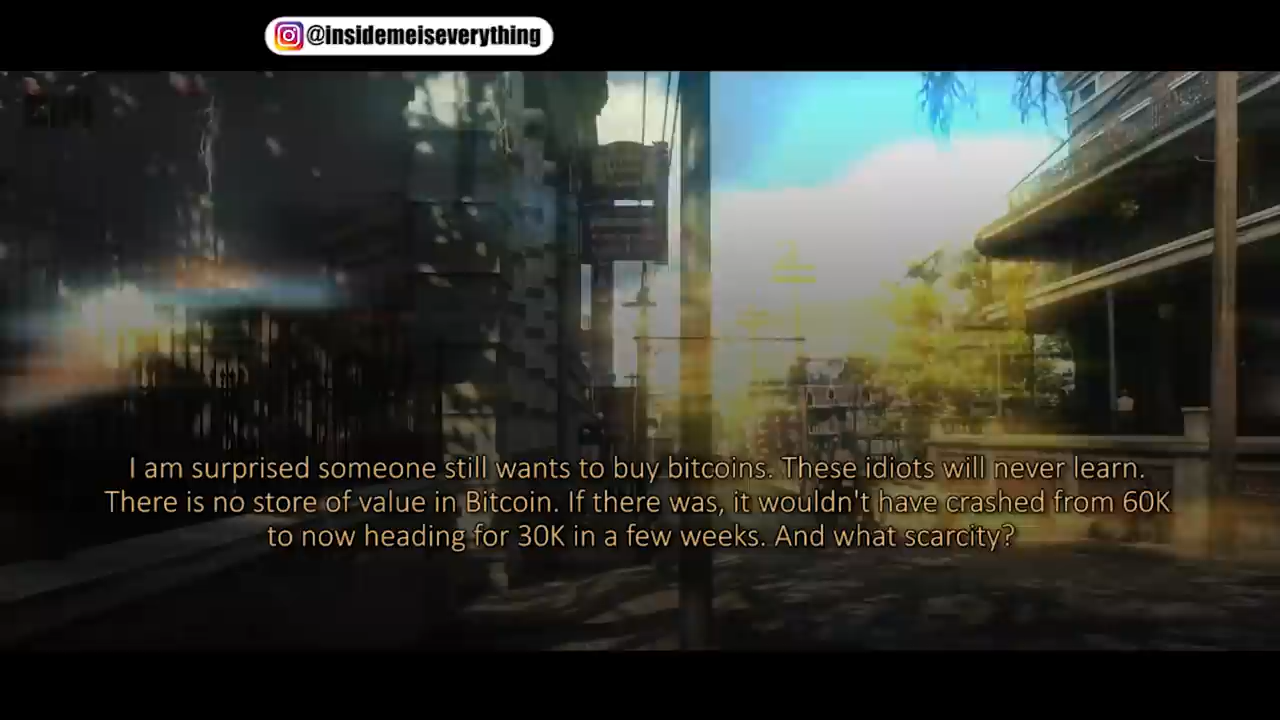 @insidemeiseverything
I am surprised someone still wants to buy bitcoins. These idiots will never learn.
There is no store of value in Bitcoin. If there was, it wouldn't have crashed from 60K
to now heading for 30K in a few weeks. And what scarcity?